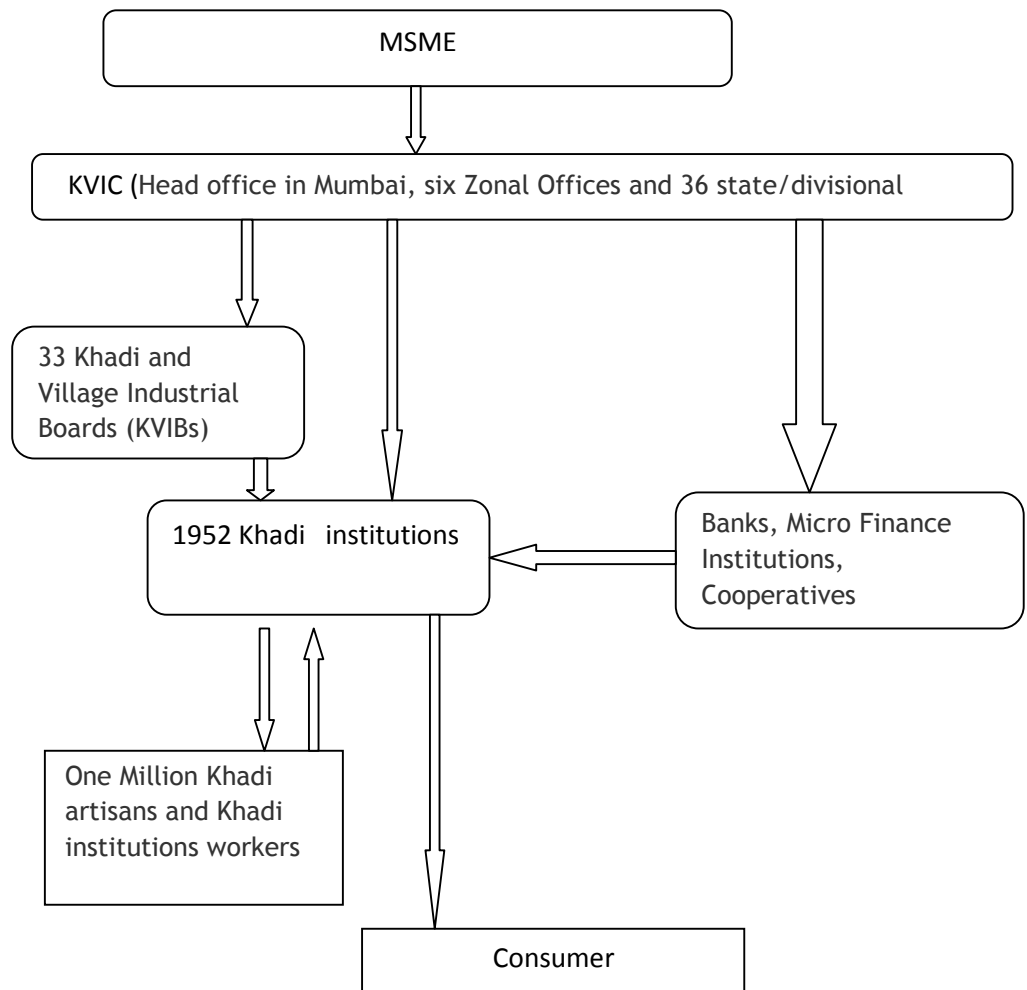 MSME
KVIC (Head office in Mumbai, six Zonal Offices and 36 state/divisional
33 Khadi and
Village Industrial
Boards (KVIBs)
1952 Khadi institutions
Banks, Micro Finance
Institutions,
Cooperatives
One Million Khadi
artisans and Khadi
institutions workers
Consumer